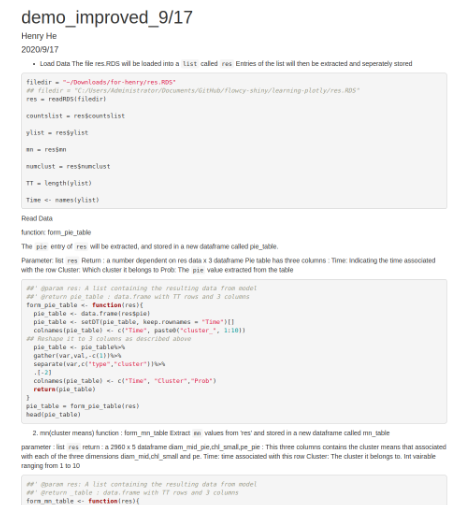 demo_improved_9/17
Henry He
2020/9/17
• Load Data The file res.RDS will be loaded into a list called res Entries of the list will then be extracted and seperately stored
filedir = "~/Downloads/for-henry/res.RDS"
## filedir = "C:/Users/Administrator/Documents/GitHub/flowcy-shiny/learning-plotly/res.RDS"
res = readRDS(filedir)
countslist = res$countslist
ylist = res$ylist
mn = res$mn
numclust = res$numclust
TT = length(ylist)
Time <- names(ylist)
Read Data
function: form_pie_table
The pie entry of res will be extracted, and stored in a new dataframe called pie_table.
Parameter: list res Return : a number dependent on res data x 3 dataframe Pie table has three columns : Time: Indicating the time associated
with the row Cluster: Which cluster it belongs to Prob: The pie value extracted from the table
##' @param res: A list containing the resulting data from model
##' @return pie_table : data.frame with TT rows and 3 columns
form_pie_table <- function(res){
pie_table <- data.frame(res$pie)
pie_table <- setDT(pie_table, keep.rownames = "Time")[]
colnames(pie_table) <- c("Time", paste0("cluster_", 1:10))
## Reshape it to 3 columns as described above
pie_table <- pie_table%>%
gather(var,val,-c(1))%>%
separate(var,c("type","cluster"))%>%
.[-2]
colnames(pie_table) <- c("Time", "Cluster","Prob")
return(pie_table)
}
pie_table = form_pie_table(res)
head(pie_table)
2. mn(cluster means) function : form_mn_table Extract mn values from 'res' and stored in a new dataframe called mn_table
parameter : list res return : a 2960 x 5 dataframe diam_mid_pie,chl_small,pe_pie : This three columns contains the cluster means that associated
with each of the three dimensions diam_mid,chl_small and pe. Time: time associated with this row Cluster: The cluster it belongs to. Int vairable
ranging from 1 to 10
##' @param res: A list containing the resulting data from model
##' @return _table : data.frame with TT rows and 3 columns
form_mn_table <- function(res){